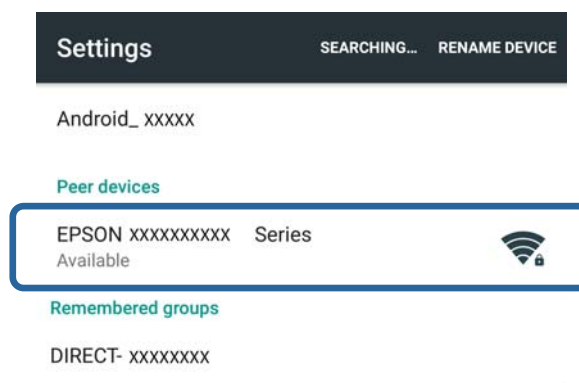 Settings SEARCHING... RENAME DEVICE
Android_ xxxxx
Peer devices
EPSON xxxxxxxxxx Series
Available
Remembered groups
DIRECT- xxxxxxxx